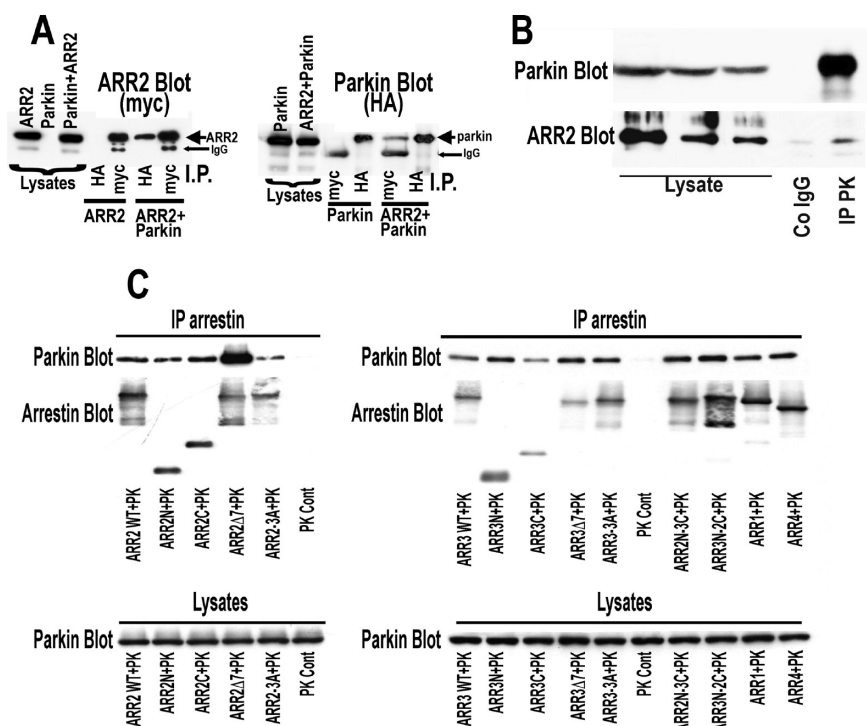 A
ARR2
Parkin
Parkin+ARR2
ARR2 Blot
(myc)
ARR2
IgG
Lysates
HA
myc
HA
myc
I.P.
ARR2
ARR2+
Parkin
Parkin
ARR2+Parkin
Parkin Blot
(HA)
parkin
IgG
Lysates
myc
HA
myc
HA
I.P.
Parkin
ARR2+
Parkin
B
Parkin Blot
ARR2 Blot
Lysate
Co IgG
IP PK
C
IP arrestin
Parkin Blot
Arrestin Blot
ARR2 WT+PK
ARR2N+PK
ARR2C+PK
ARR2Δ7+PK
ARR2-3A+PK
PK Cont
Lysates
Parkin Blot
ARR2 WT+PK
ARR2N+PK
ARR2C+PK
ARR2Δ7+PK
ARR2-3A+PK
PK Cont
IP arrestin
Parkin Blot
Arrestin Blot
ARR3 WT+PK
ARR3N+PK
ARR3C+PK
ARR3Δ7+PK
ARR3-3A+PK
PK Cont
ARR2N-3C+PK
ARR3N-2C+PK
ARR1+PK
ARR4+PK
Lysates
Parkin Blot
ARR3 WT+PK
ARR3N+PK
ARR3C+PK
ARR3Δ7+PK
ARR3-3A+PK
PK Cont
ARR2N-3C+PK
ARR3N-2C+PK
ARR1+PK
ARR4+PK